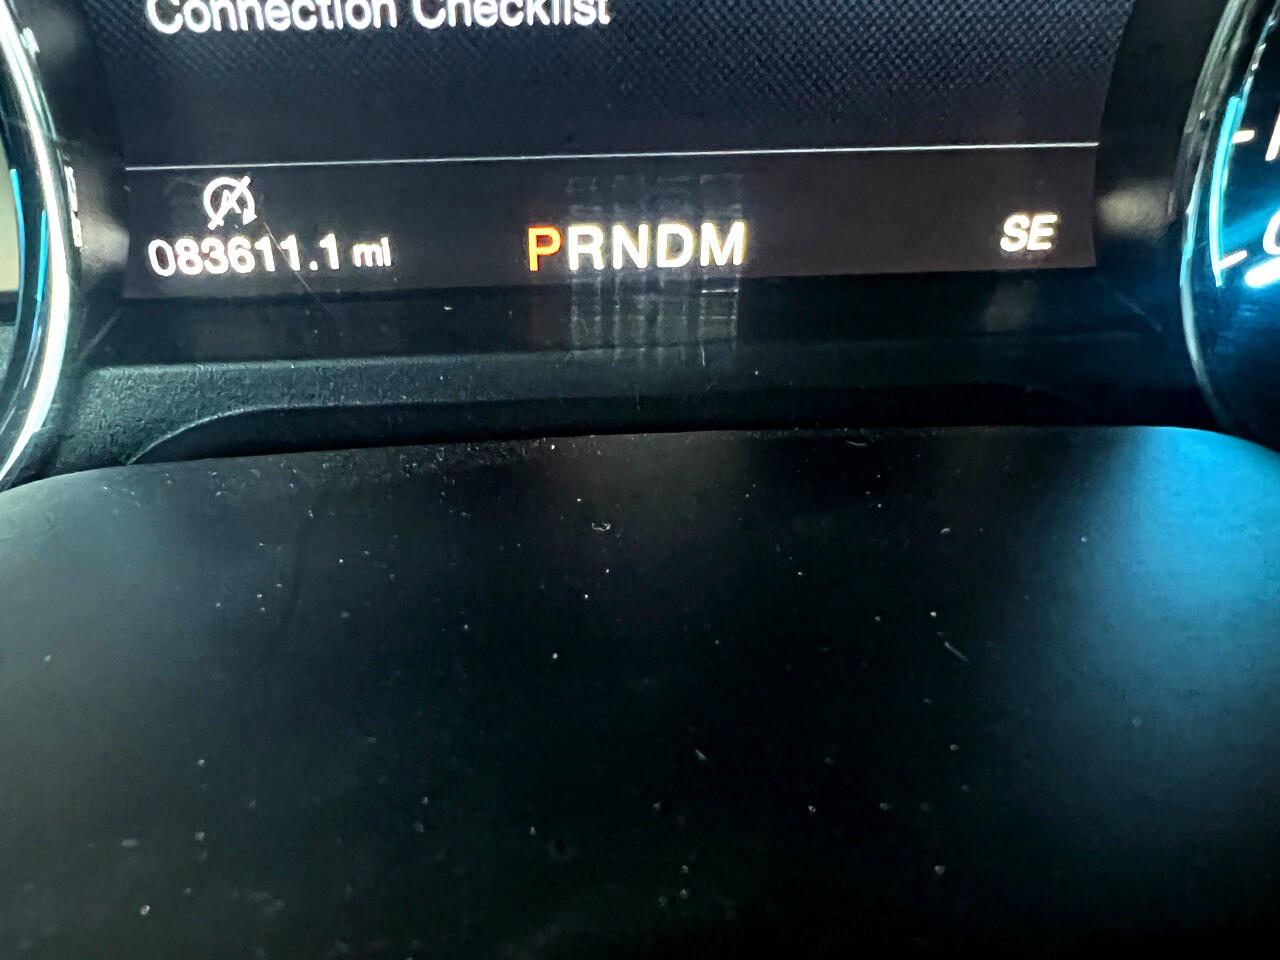 Connection Checklist
083611.1 mi PRNDM SE